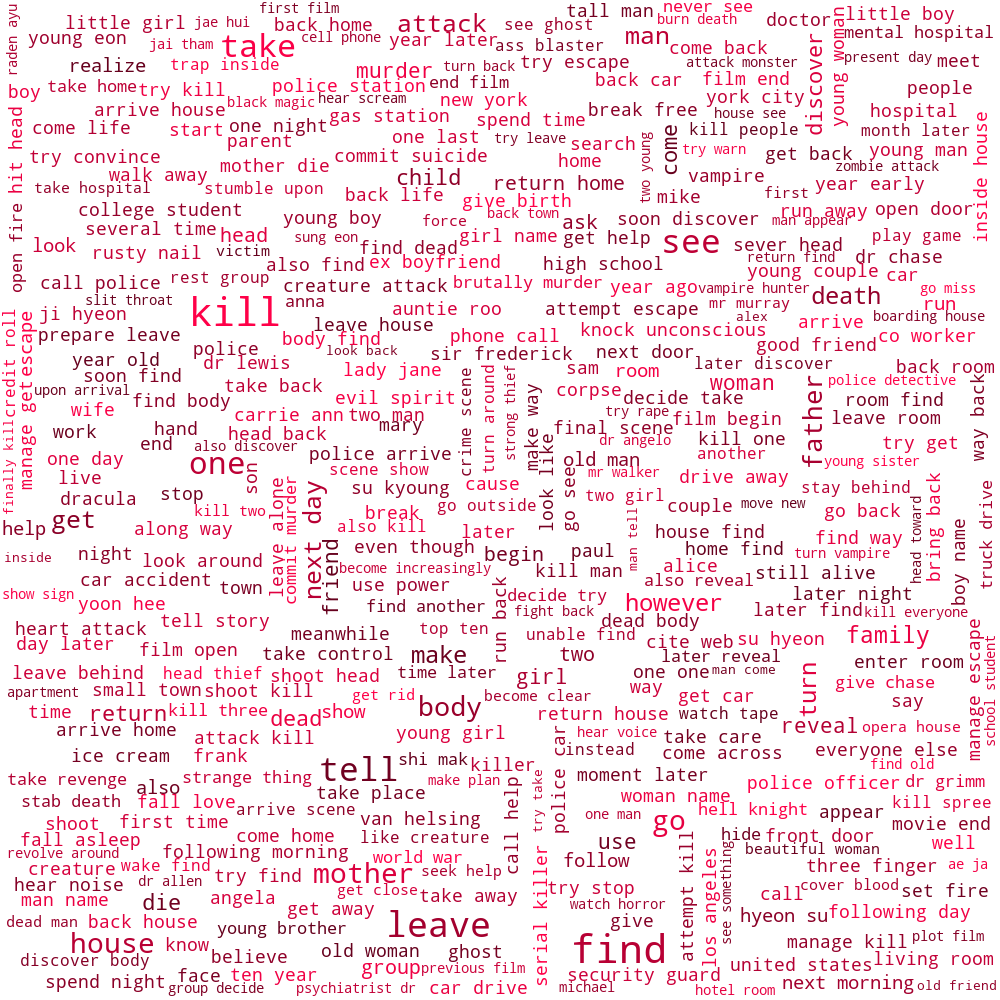 first film
tall man
never see
raden ayu
little girl
jae hui
back home
attack
see ghost
burn death
doctor
little boy
young eon
jai tham
take
cell phone
year later
ass blaster
man
come back
discover
young woman
mental hospital
realize
trap inside
murder
turn back
try escape
attack monster
present day
meet
boy
take home
try kill
police station
end film
back car
film end
people
arrive house
black magic
hear scream
new york
break free
york city
house see
hospital
gas station
spend time
come life
start
one night
parent
one last
try leave
search
come
kill people
month later
try convince
mother die
commit suicide
home
two young
try warn
get back
young man
inside house
walk away
child
return home
vampire
zombie attack
open fire
hit head
take hospital
stumble upon
back life
give birth
mike
first
year early
college student
young boy
force
back town
ask
soon discover
man appear
run away
open door
several time
head
sung eon
girl name
get help
see
sever head
play game
look
rusty nail
victim
find dead
high school
return find
dr chase
call police
rest group
also find
ex boyfriend
brutally murder
year ago
young couple
car
slit throat
creature attack
vampire hunter
death
go miss
ji hyeon
kill
anna
auntie roo
attempt escape
mr murray
run
credit roll
escape
leave house
alex
arrive
boarding house
prepare leave
body find
phone call
knock unconscious
good friend
co worker
year old
police
look back
sir frederick
next door
later discover
back room
soon find
dr lewis
lady jane
sam
room
woman
father
police detective
way back
upon arrival
take back
evil spirit
crime scene
turn around
strong thief
make way
corpse
decide take
room find
finally kill
manage get
wife
find body
carrie ann
two man
try rape
film begin
leave room
work
hand
head back
mary
final scene
kill one
end
also discover
police arrive
dr angelo
another
try get
one day
one
son
scene show
look like
go see
old man
mr walker
drive away
young sister
live
su kyoung
cause
two girl
stay behind
dracula
stop
leave alone
commit murder
next day
break
go outside
couple
move new
go back
truck drive
help
get
kill two
also kill
later
man tell
house find
find way
bring back
along way
friend
head toward
inside
night
look around
even though
begin
paul
home find
turn vampire
boy name
car accident
town
become increasingly
kill man
alice
still alive
show sign
yoon hee
use power
run back
decide try
also reveal
later night
find another
fight back
however
later find
kill everyone
heart attack
tell story
meanwhile
top ten
unable find
dead body
cite web
su hyeon
family
manage escape
school student
day later
film open
take control
make
two
later reveal
turn
enter room
leave behind
head thief
shoot head
time later
girl
one one
man come
give chase
apartment
small town
shoot kill
get rid
become clear
way
get car
say
time
return
kill three
dead
show
body
return house
watch tape
reveal
opera house
arrive home
attack kill
young girl
police car
hear voice
take care
ice cream
frank
shi mak
killer
instead
come across
everyone else
find old
take revenge
also
strange thing
tell
make plan
try take
moment later
police officer
dr grimm
stab death
fall love
take place
call help
woman name
hell knight
appear
kill spree
shoot
first time
arrive scene
van helsing
one man
go
movie end
fall asleep
come home
like creature
use
attempt kill
hide
front door
well
revolve around
following morning
world war
follow
beautiful woman
creature
wake find
try find
mother
seek help
serial killer
los angeles
see something
three finger
ae ja
hear noise
dr allen
get close
take away
try stop
call
cover blood
set fire
man name
die
angela
get away
watch horror
dead man
back house
young brother
leave
give
hyeon su
following day
house
know
find
manage kill
plot film
discover body
believe
old woman
ghost
united states
living room
spend night
face
ten year
group
previous film
security guard
group decide
psychiatrist dr
car drive
michael
hotel room
next morning
old friend